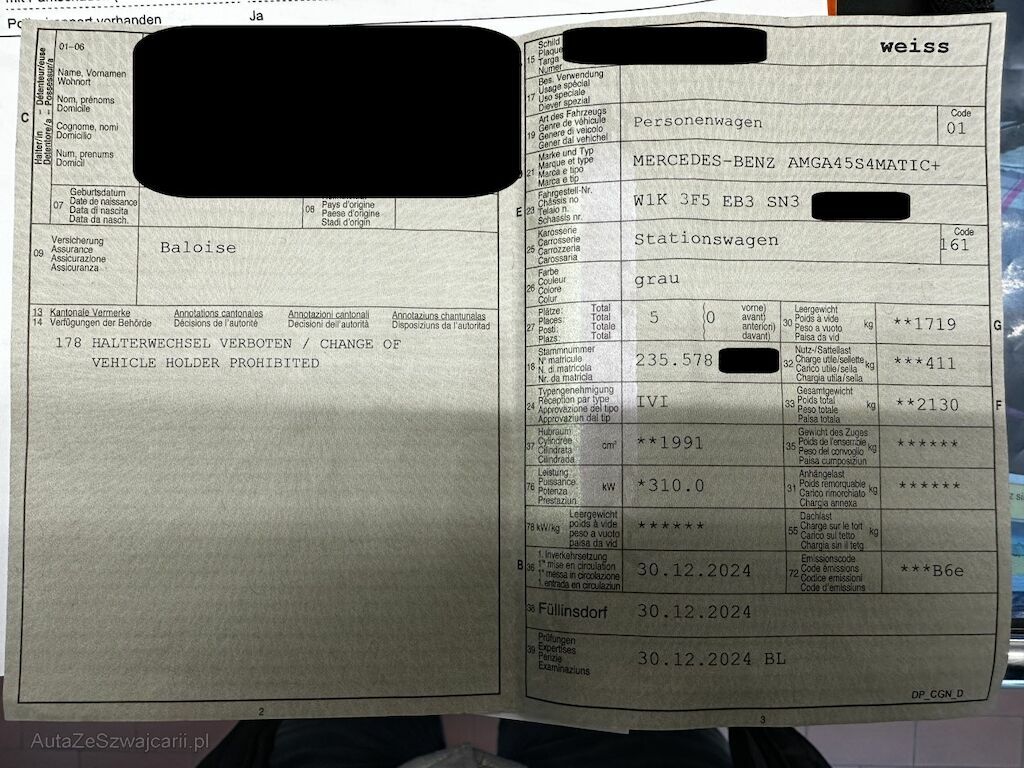 Ja
C
Halter/in - Détenteur/euse
Detentore/a - Possessur/a
01–06
Name, Vornamen
Wohnort
Nom, prénoms
Domicile
Cognome, nomi
Domicilio
Num, prenums
Domicil
07
Geburtsdatum
Date de naissance
Data di nascita
Data da nasch.
08
Pays d'origine
Paese d'origine
Stadi d'origin
09
Versicherung
Assurance
Assicurazione
Assicuranza
Baloise
13 Kantonale Vermerke Annotations cantonales Annotazioni cantonali Annotaziuns chantunalas
14 Verfügungen der Behörde Décisions de l'autorité Decisioni dell'autorità Disposiziuns da l'autoritad
178 HALTERWECHSEL VERBOTEN / CHANGE OF
VEHICLE HOLDER PROHIBITED
2
AutaZeSzwajcarii.pl
15
Schild
Plaque
Targa
Numer
weiss
17
Bes. Verwendung
Usage spécial
Uso speciale
Diever spezial
19
Art des Fahrzeugs
Genre de véhicule
Genere di veicolo
Gener dal vehichel
Personenwagen
Code
01
21
Marke und Typ
Marque et type
Marca e tipo
Marca e tip
MERCEDES-BENZ AMGA45S4MATIC+
E
23
Fahrgestell-Nr.
Châssis no
Telaio n.
Schassis nr.
W1K 3F5 EB3 SN3
25
Karosserie
Carrosserie
Carrozzeria
Carossaria
Stationswagen
Code
161
26
Farbe
Couleur
Colore
Colur
grau
27
Plätze: Total
Places: Total
Posti: Totale
Plazs: Total
5
(0
vorne)
avant)
anteriori)
davant)
30
Leergewicht
Poids à vide
Peso a vuoto
Paisa da vid
kg
**1719
G
18
Stammnummer
N° matricule
N. di matricola
Nr. da matricla
235.578
32
Nutz-/Sattellast
Charge utile/sellette
Carico utile/sella
Chargia utila/sella
kg
***411
24
Typengenehmigung
Réception par type
Approvazione del tipo
Approvaziun dal tip
IVI
33
Gesamtgewicht
Poids total
Peso totale
Paisa totala
kg
**2130
F
37
Hubraum
Cylindrée
Cilindrata
Cilindrada
cm³
**1991
35
Gewicht des Zuges
Poids de l'ensemble
Peso del convoglio
Paisa cumposiziun
kg
******
76
Leistung
Puissance
Potenza
Prestaziun
kW
*310.0
31
Anhängelast
Poids remorquable
Carico rimorchiato
Chargia annexa
kg
******
78 kW/kg
Leergewicht
poids à vide
peso a vuoto
paisa da vid
******
55
Dachlast
Charge sur le toit
Carico sul tetto
Chargia sin il tetg
kg
B
36
1. Inverkehrsetzung
1re mise en circulation
1a messa in circolazione
1. entrada en circulaziun
30.12.2024
72
Emissionscode
Code émissions
Codice emissioni
Code d'emissiuns
***B6e
38
Füllinsdorf
30.12.2024
39
Prüfungen
Expertises
Perizie
Examinaziuns
30.12.2024 BL
DP_CGN_D
3